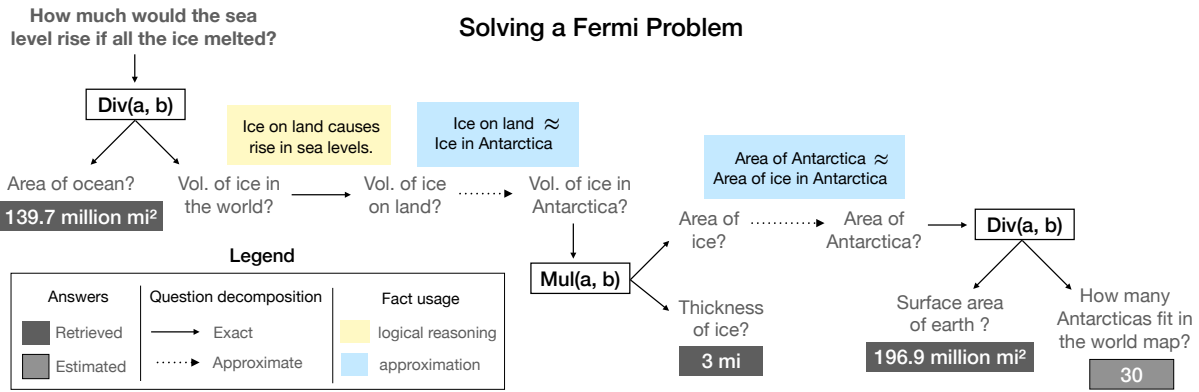 Solving a Fermi Problem
How much would the sea
level rise if all the ice melted?
Div(a, b)
Area of ocean?
139.7 million mi²
Vol. of ice in
the world?
Ice on land causes
rise in sea levels.
Vol. of ice
on land?
Ice on land ≈
Ice in Antarctica
Vol. of ice in
Antarctica?
Mul(a, b)
Area of
ice?
Thickness
of ice?
3 mi
Area of Antarctica ≈
Area of ice in Antarctica
Area of
Antarctica?
Div(a, b)
Surface area
of earth ?
196.9 million mi²
How many
Antarcticas fit in
the world map?
30
Legend
Answers
Retrieved
Estimated
Question decomposition
Exact
Approximate
Fact usage
logical reasoning
approximation